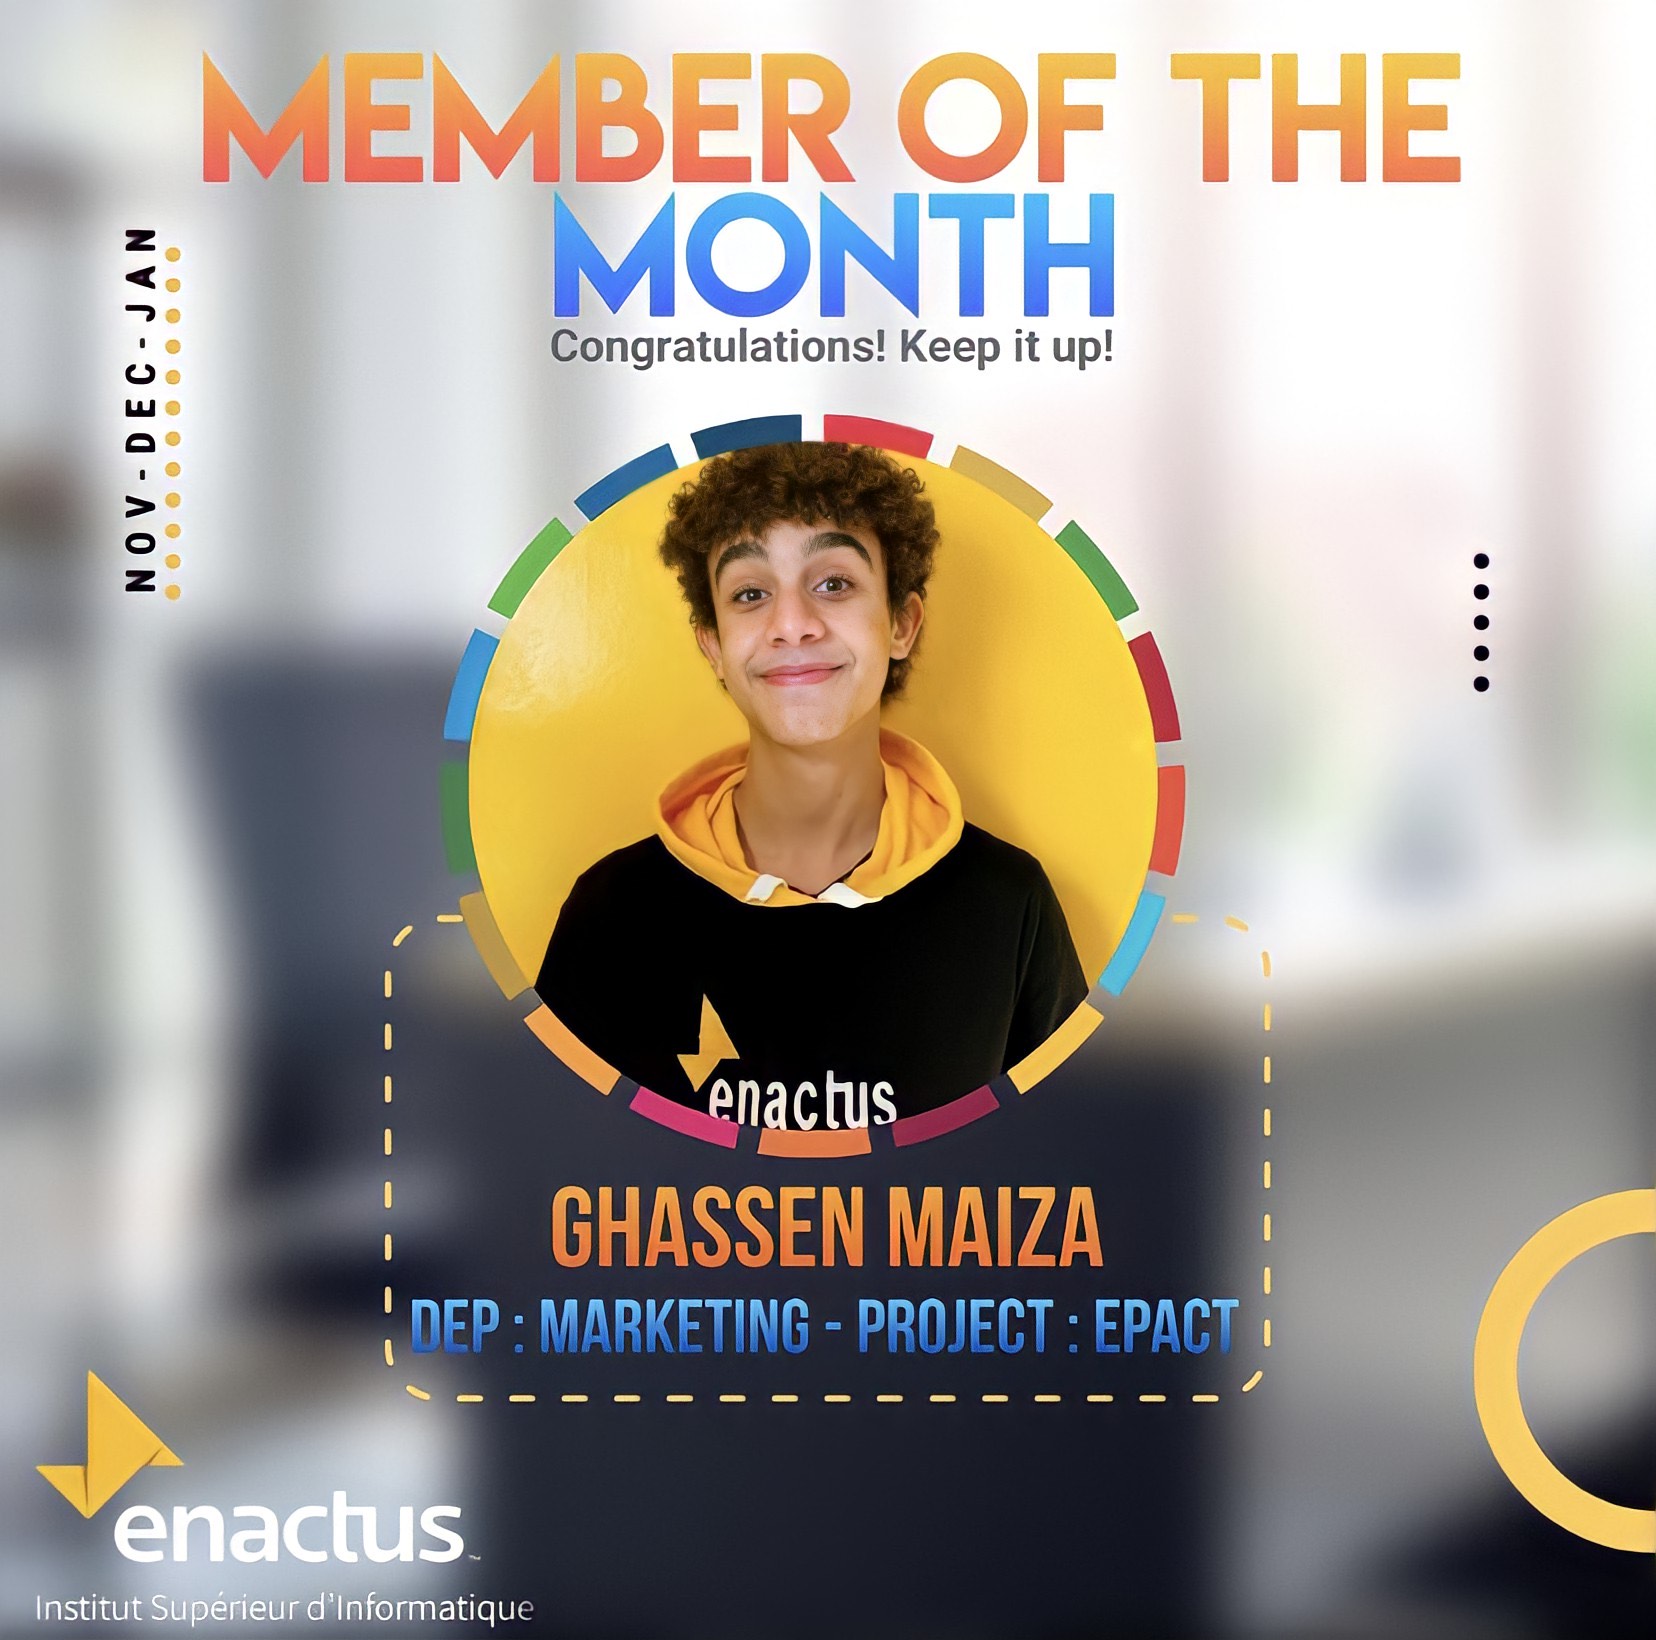 MEMBER OF THE
MONTH
Congratulations! Keep it up!
NOV-DEC-JAN
enactus
GHASSEN MAIZA
DEP : MARKETING - PROJECT : EPACT
enactus
Institut Supérieur d'Informatique